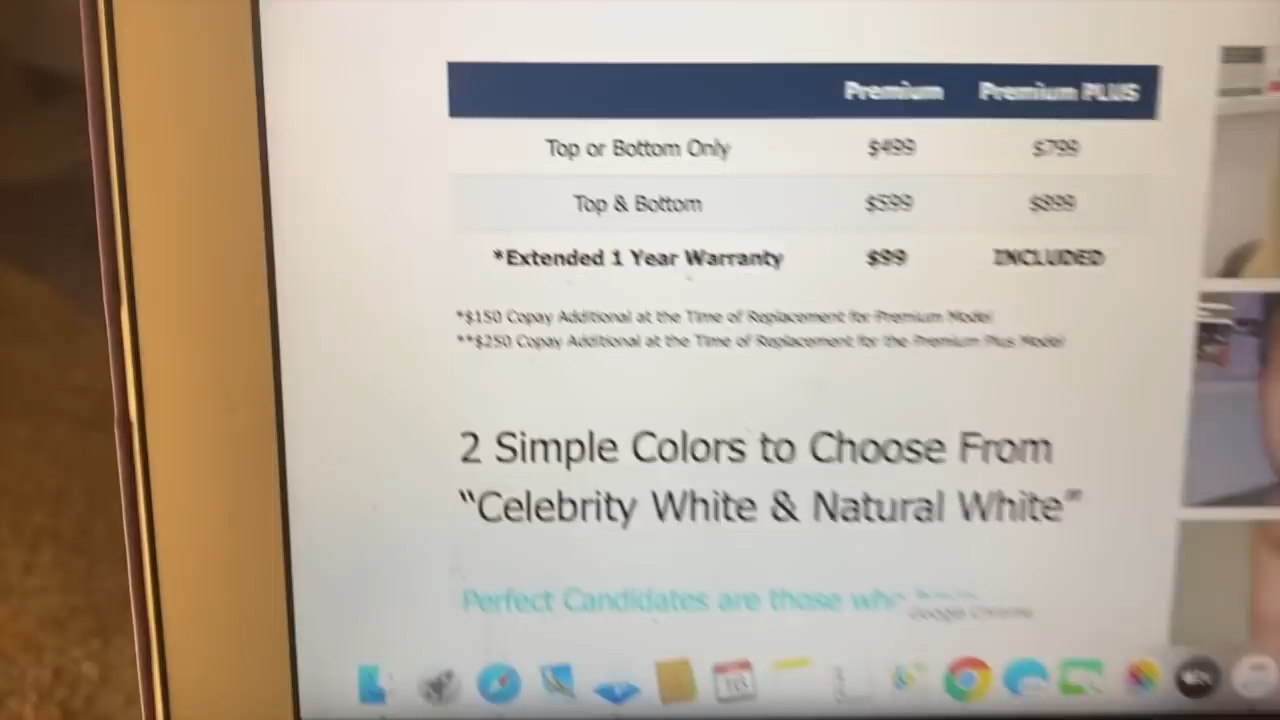 Premium Premium PLUS
Top or Bottom Only $499 $799
Top & Bottom $599 $899
*Extended 1 Year Warranty $99 INCLUDED
*$150 Copay Additional at the Time of Replacement for Premium Model
**$250 Copay Additional at the Time of Replacement for the Premium Plus Model
2 Simple Colors to Choose From
“Celebrity White & Natural White”
Perfect Candidates are those
Google Chrome